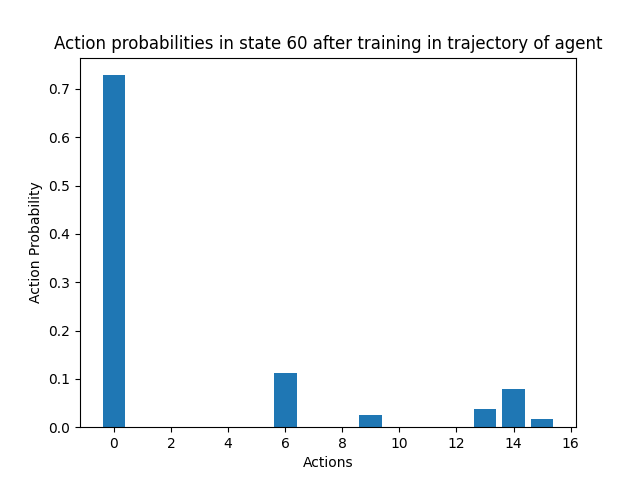 Action probabilities in state 60 after training in trajectory of agent
0.7
0.6
0.5
0.4
0.3
0.2
0.1
0.0
Action Probability
0 2 4 6 8 10 12 14 16
Actions